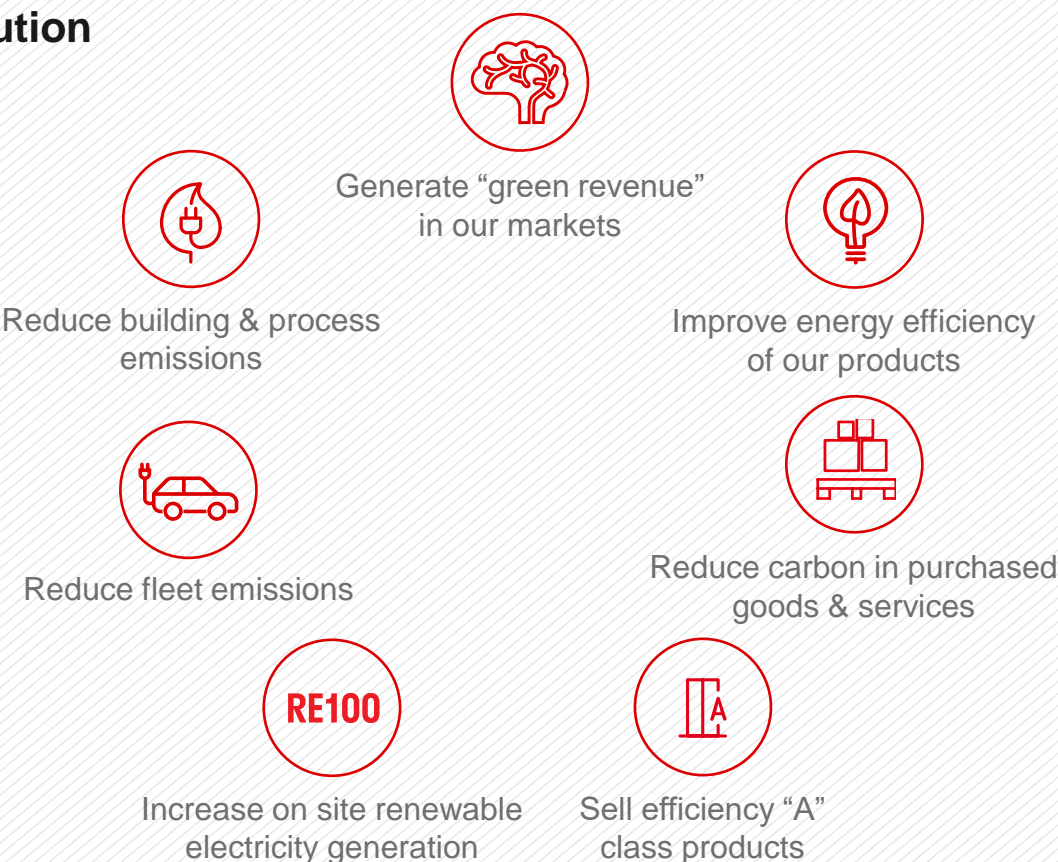 ution
Generate “green revenue”
in our markets
Reduce building & process
emissions
Improve energy efficiency
of our products
Reduce fleet emissions
Reduce carbon in purchased
goods & services
RE100
Increase on site renewable
electricity generation
A
Sell efficiency “A”
class products